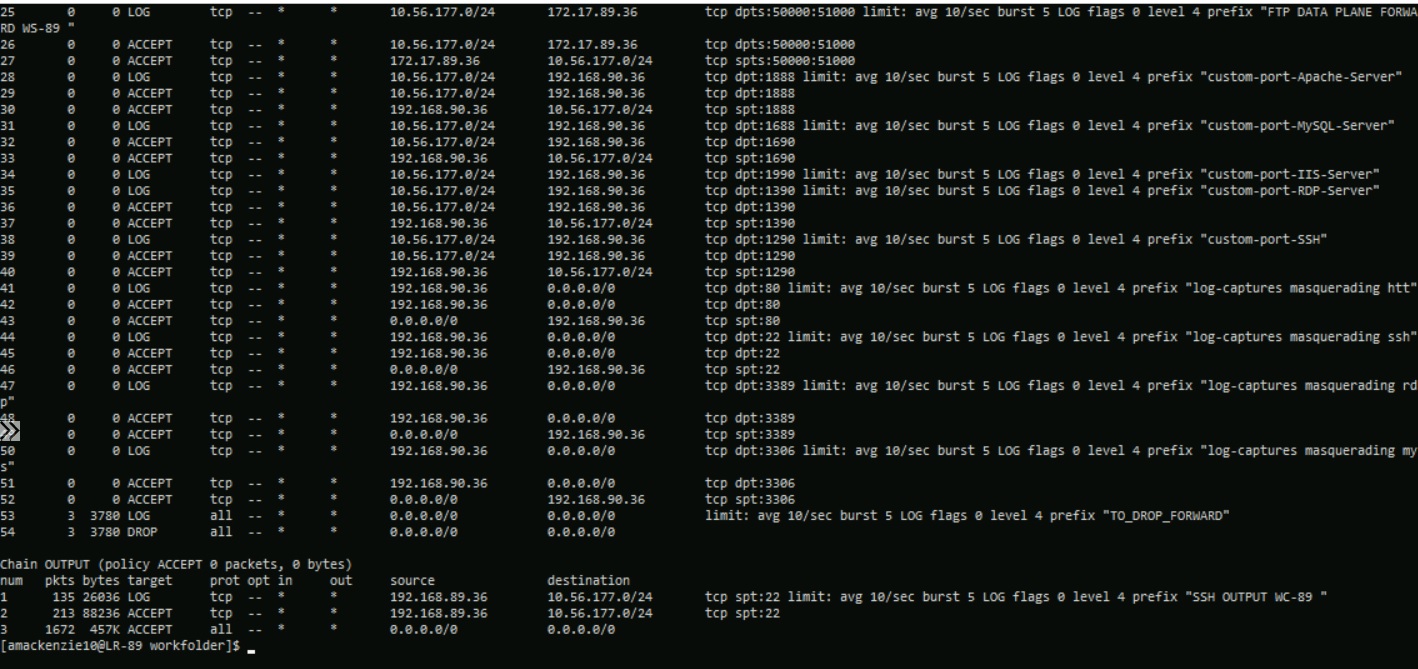 25       0     0 LOG        tcp  --  *      *       10.56.177.0/24       172.17.89.36         tcp dpts:50000:51000 limit: avg 10/sec burst 5 LOG flags 0 level 4 prefix "FTP DATA PLANE FORWA
RD WS-89 "
26       0     0 ACCEPT     tcp  --  *      *       10.56.177.0/24       172.17.89.36         tcp dpts:50000:51000
27       0     0 ACCEPT     tcp  --  *      *       172.17.89.36         10.56.177.0/24       tcp spts:50000:51000
28       0     0 LOG        tcp  --  *      *       10.56.177.0/24       192.168.90.36        tcp dpt:1888 limit: avg 10/sec burst 5 LOG flags 0 level 4 prefix "custom-port-Apache-Server"
29       0     0 ACCEPT     tcp  --  *      *       10.56.177.0/24       192.168.90.36        tcp dpt:1888
30       0     0 ACCEPT     tcp  --  *      *       192.168.90.36        10.56.177.0/24       tcp spt:1888
31       0     0 LOG        tcp  --  *      *       10.56.177.0/24       192.168.90.36        tcp dpt:1688 limit: avg 10/sec burst 5 LOG flags 0 level 4 prefix "custom-port-MySQL-Server"
32       0     0 ACCEPT     tcp  --  *      *       10.56.177.0/24       192.168.90.36        tcp dpt:1690
33       0     0 ACCEPT     tcp  --  *      *       192.168.90.36        10.56.177.0/24       tcp spt:1690
34       0     0 LOG        tcp  --  *      *       10.56.177.0/24       192.168.90.36        tcp dpt:1990 limit: avg 10/sec burst 5 LOG flags 0 level 4 prefix "custom-port-IIS-Server"
35       0     0 LOG        tcp  --  *      *       10.56.177.0/24       192.168.90.36        tcp dpt:1390 limit: avg 10/sec burst 5 LOG flags 0 level 4 prefix "custom-port-RDP-Server"
36       0     0 ACCEPT     tcp  --  *      *       10.56.177.0/24       192.168.90.36        tcp dpt:1390
37       0     0 ACCEPT     tcp  --  *      *       192.168.90.36        10.56.177.0/24       tcp spt:1390
38       0     0 LOG        tcp  --  *      *       10.56.177.0/24       192.168.90.36        tcp dpt:1290 limit: avg 10/sec burst 5 LOG flags 0 level 4 prefix "custom-port-SSH"
39       0     0 ACCEPT     tcp  --  *      *       10.56.177.0/24       192.168.90.36        tcp dpt:1290
40       0     0 ACCEPT     tcp  --  *      *       192.168.90.36        10.56.177.0/24       tcp spt:1290
41       0     0 LOG        tcp  --  *      *       192.168.90.36        0.0.0.0/0            tcp dpt:80 limit: avg 10/sec burst 5 LOG flags 0 level 4 prefix "log-captures masquerading htt"
42       0     0 ACCEPT     tcp  --  *      *       192.168.90.36        0.0.0.0/0            tcp dpt:80
43       0     0 ACCEPT     tcp  --  *      *       0.0.0.0/0            192.168.90.36        tcp spt:80
44       0     0 LOG        tcp  --  *      *       192.168.90.36        0.0.0.0/0            tcp dpt:22 limit: avg 10/sec burst 5 LOG flags 0 level 4 prefix "log-captures masquerading ssh"
45       0     0 ACCEPT     tcp  --  *      *       192.168.90.36        0.0.0.0/0            tcp dpt:22
46       0     0 ACCEPT     tcp  --  *      *       0.0.0.0/0            192.168.90.36        tcp spt:22
47       0     0 LOG        tcp  --  *      *       192.168.90.36        0.0.0.0/0            tcp dpt:3389 limit: avg 10/sec burst 5 LOG flags 0 level 4 prefix "log-captures masquerading rd
p"
48       0     0 ACCEPT     tcp  --  *      *       192.168.90.36        0.0.0.0/0            tcp dpt:3389
         0     0 ACCEPT     tcp  --  *      *       0.0.0.0/0            192.168.90.36        tcp spt:3389
50       0     0 LOG        tcp  --  *      *       192.168.90.36        0.0.0.0/0            tcp dpt:3306 limit: avg 10/sec burst 5 LOG flags 0 level 4 prefix "log-captures masquerading my
s"
51       0     0 ACCEPT     tcp  --  *      *       192.168.90.36        0.0.0.0/0            tcp dpt:3306
52       0     0 ACCEPT     tcp  --  *      *       0.0.0.0/0            192.168.90.36        tcp spt:3306
53       3  3780 LOG        all  --  *      *       0.0.0.0/0            0.0.0.0/0            limit: avg 10/sec burst 5 LOG flags 0 level 4 prefix "TO_DROP_FORWARD"
54       3  3780 DROP       all  --  *      *       0.0.0.0/0            0.0.0.0/0
Chain OUTPUT (policy ACCEPT 0 packets, 0 bytes)
num   pkts bytes target     prot opt in     out     source               destination
1      135 26036 LOG        tcp  --  *      *       192.168.89.36        10.56.177.0/24       tcp spt:22 limit: avg 10/sec burst 5 LOG flags 0 level 4 prefix "SSH OUTPUT WC-89 "
2      213 88236 ACCEPT     tcp  --  *      *       192.168.89.36        10.56.177.0/24       tcp spt:22
3     1672  457K ACCEPT     all  --  *      *       0.0.0.0/0            0.0.0.0/0
[amackenzie10@LR-89 workfolder]$